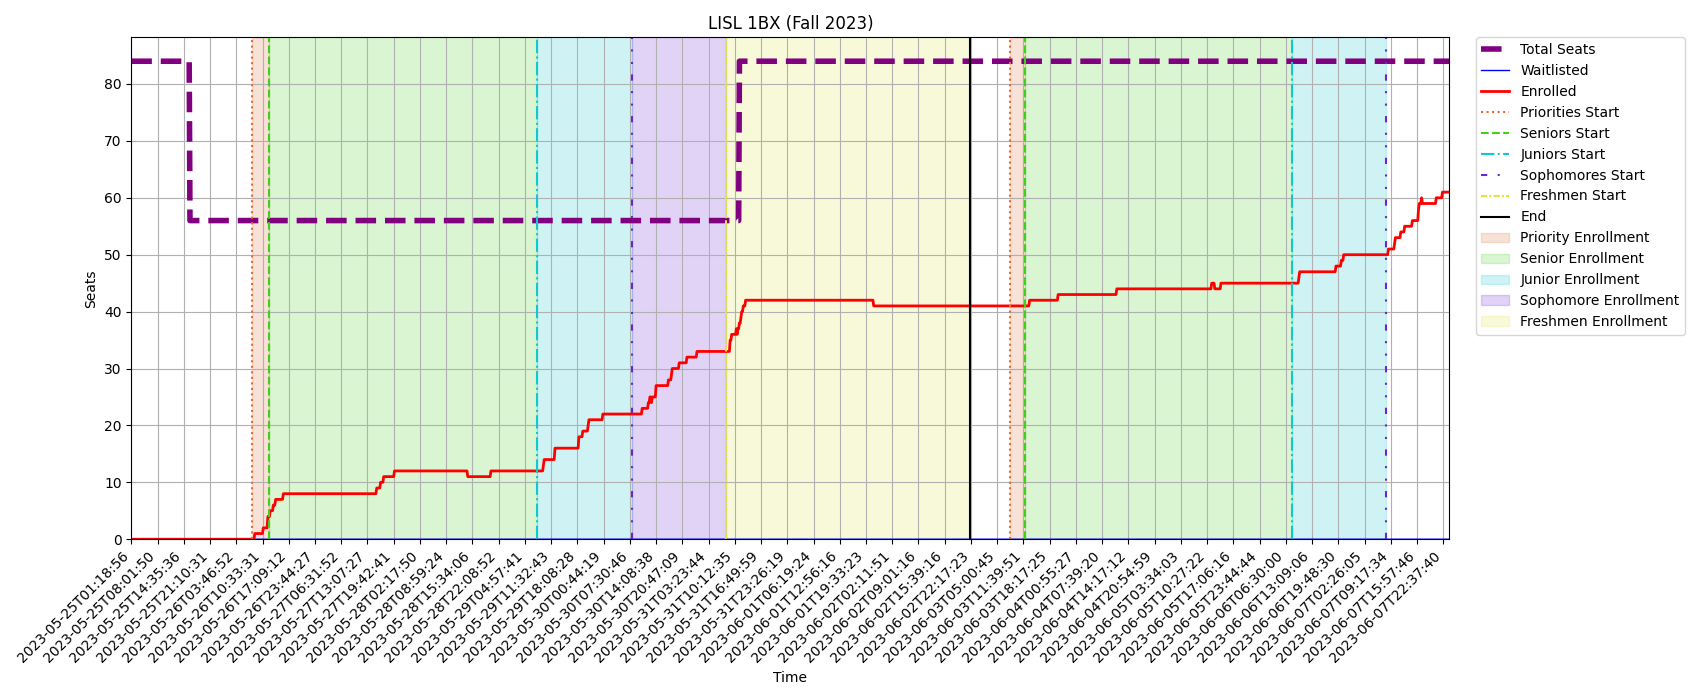 LISL 1BX (Fall 2023)
Seats
80
70
60
50
40
30
20
10
0
2023-05-25T01:18:56
2023-05-25T08:01:50
2023-05-25T14:35:36
2023-05-25T21:10:31
2023-05-26T03:46:52
2023-05-26T10:33:31
2023-05-26T17:09:12
2023-05-26T23:44:27
2023-05-27T06:31:52
2023-05-27T13:07:27
2023-05-27T19:42:41
2023-05-28T02:17:50
2023-05-28T08:59:24
2023-05-28T15:34:06
2023-05-28T22:08:52
2023-05-29T04:57:41
2023-05-29T11:32:43
2023-05-29T18:08:28
2023-05-30T00:44:19
2023-05-30T07:30:46
2023-05-30T14:08:38
2023-05-30T20:47:09
2023-05-31T03:23:44
2023-05-31T10:12:35
2023-05-31T16:49:59
2023-05-31T23:26:19
2023-06-01T06:19:24
2023-06-01T12:56:16
2023-06-01T19:33:23
2023-06-02T02:11:51
2023-06-02T09:01:16
2023-06-02T15:39:16
2023-06-02T22:17:23
2023-06-03T05:00:45
2023-06-03T11:39:51
2023-06-03T18:17:25
2023-06-04T00:55:27
2023-06-04T07:39:20
2023-06-04T14:17:12
2023-06-04T20:54:59
2023-06-05T03:34:03
2023-06-05T10:27:22
2023-06-05T17:06:16
2023-06-05T23:44:44
2023-06-06T06:30:00
2023-06-06T13:09:06
2023-06-06T19:48:30
2023-06-07T02:26:05
2023-06-07T09:17:34
2023-06-07T15:57:46
2023-06-07T22:37:40
Time
Total Seats
Waitlisted
Enrolled
Priorities Start
Seniors Start
Juniors Start
Sophomores Start
Freshmen Start
End
Priority Enrollment
Senior Enrollment
Junior Enrollment
Sophomore Enrollment
Freshmen Enrollment